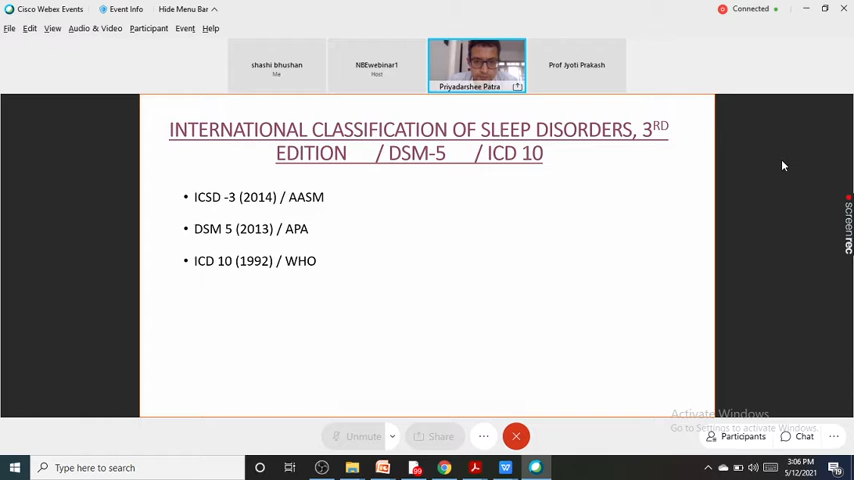 Cisco Webex Events
Event Info
Hide Menu Bar
Connected
File Edit View Audio & Video Participant Event Help
shashi bhushan
Me
NBEwebinar1
Host
Priyadarshee Patra
Prof Jyoti Prakash
INTERNATIONAL CLASSIFICATION OF SLEEP DISORDERS, 3RD
EDITION / DSM-5 / ICD 10
• ICSD -3 (2014) / AASM
• DSM 5 (2013) / APA
• ICD 10 (1992) / WHO
screenrec
Activate Windows
Go to Settings to activate Windows.
Unmute
Share
Participants
Chat
Type here to search
99
3:06 PM
5/12/2021
19